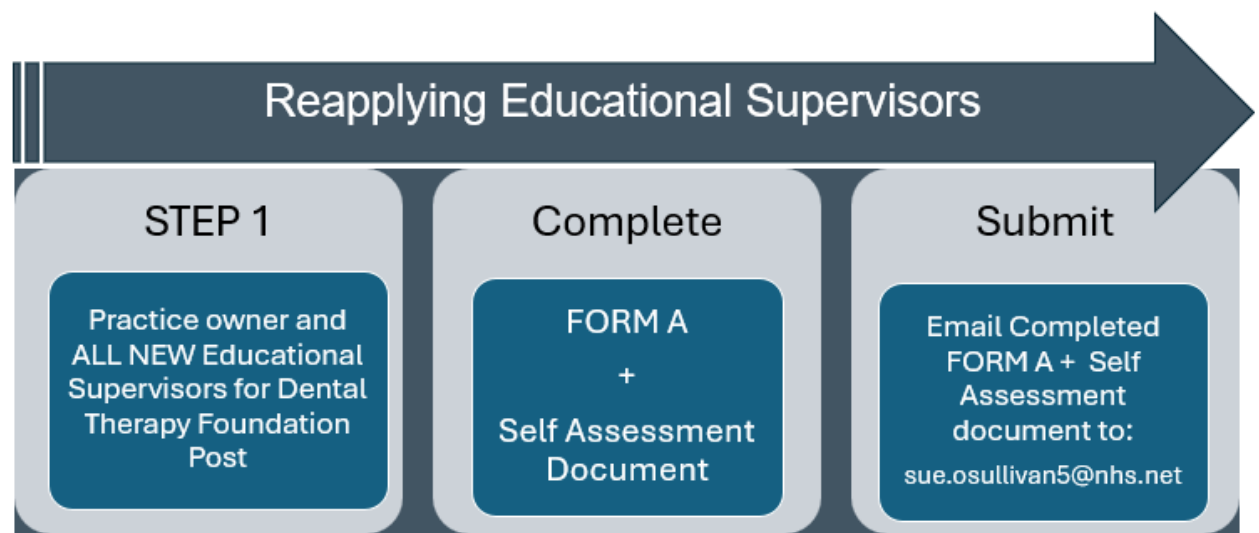 Reapplying Educational Supervisors
STEP 1
Practice owner and
ALL NEW Educational
Supervisors for Dental
Therapy Foundation
Post
Complete
FORM A
+
Self Assessment
Document
Submit
Email Completed
FORM A + Self
Assessment
document to:
sue.osullivan5@nhs.net